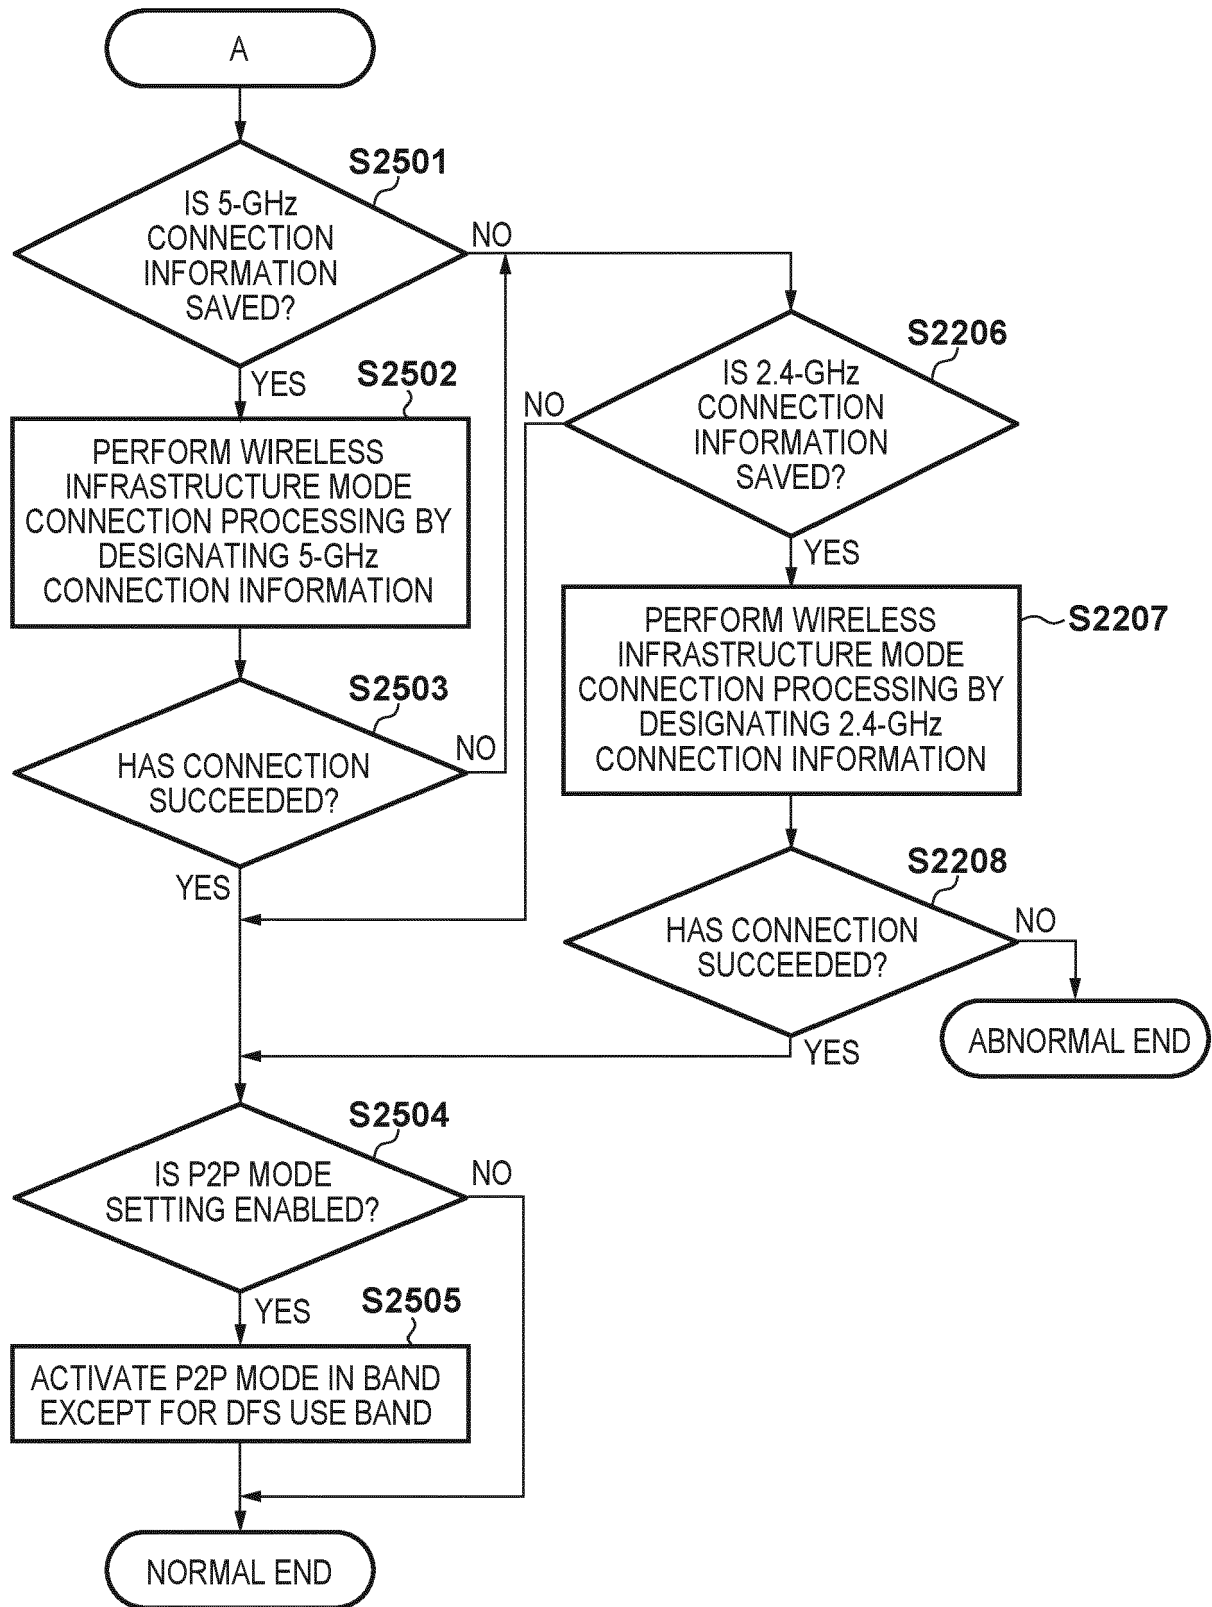 A
S2501
IS 5-GHz
CONNECTION
INFORMATION
SAVED?
NO
YES
S2502
PERFORM WIRELESS
INFRASTRUCTURE MODE
CONNECTION PROCESSING BY
DESIGNATING 5-GHz
CONNECTION INFORMATION
S2503
HAS CONNECTION
SUCCEEDED?
NO
YES
S2206
IS 2.4-GHz
CONNECTION
INFORMATION
SAVED?
NO
YES
S2207
PERFORM WIRELESS
INFRASTRUCTURE MODE
CONNECTION PROCESSING BY
DESIGNATING 2.4-GHz
CONNECTION INFORMATION
S2208
HAS CONNECTION
SUCCEEDED?
NO
YES
ABNORMAL END
S2504
IS P2P MODE
SETTING ENABLED?
NO
YES
S2505
ACTIVATE P2P MODE IN BAND
EXCEPT FOR DFS USE BAND
NORMAL END